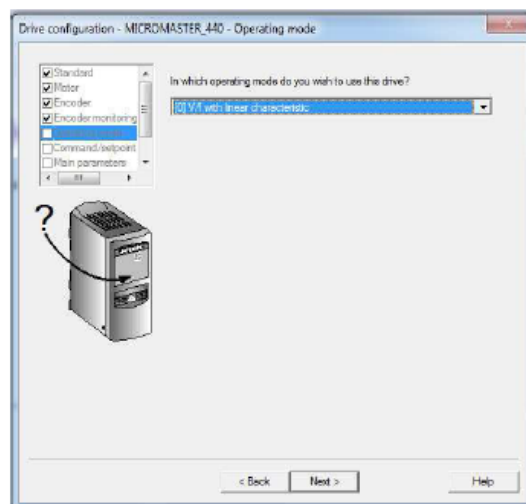 Drive configuration - MICROMASTER_440 - Operating mode
Standard
Motor
Encoder
Encoder monitoring
Command/setpoint
Main parameters
In which operating mode do you wish to use this drive?
[0] V/f with linear characteristic
?
< Back
Next >
Help